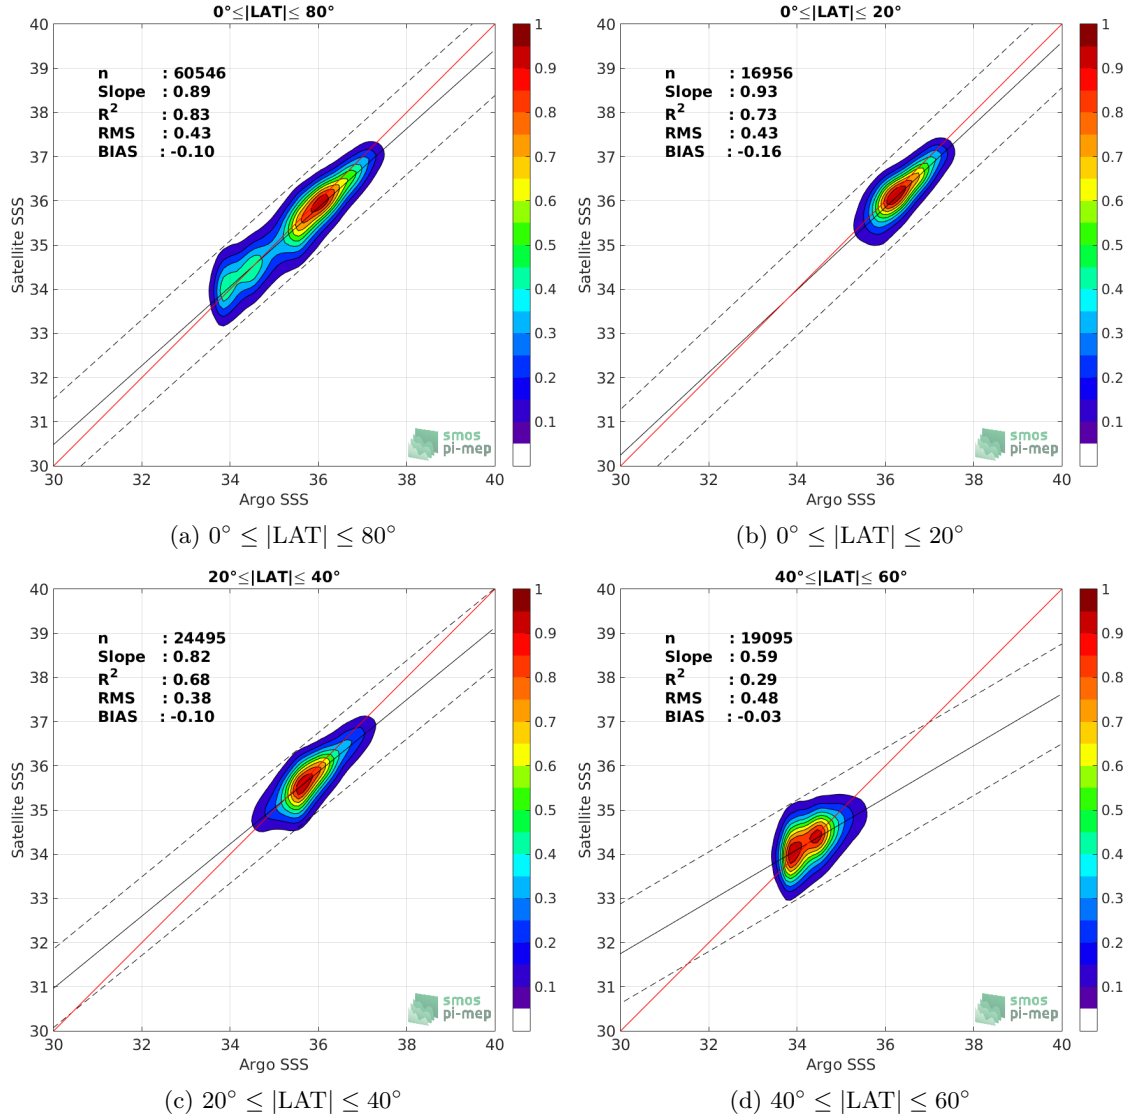 0°≤|LAT|≤ 80°
n : 60546
Slope : 0.89
R² : 0.83
RMS : 0.43
BIAS : -0.10
Satellite SSS
40
39
38
37
36
35
34
33
32
31
30
30 32 34 36 38 40
Argo SSS
1
0.9
0.8
0.7
0.6
0.5
0.4
0.3
0.2
0.1
smos
pi-mep
(a) 0° ≤ |LAT| ≤ 80°
0°≤|LAT|≤ 20°
n : 16956
Slope : 0.93
R² : 0.73
RMS : 0.43
BIAS : -0.16
Satellite SSS
40
39
38
37
36
35
34
33
32
31
30
30 32 34 36 38 40
Argo SSS
1
0.9
0.8
0.7
0.6
0.5
0.4
0.3
0.2
0.1
smos
pi-mep
(b) 0° ≤ |LAT| ≤ 20°
20°≤|LAT|≤ 40°
n : 24495
Slope : 0.82
R² : 0.68
RMS : 0.38
BIAS : -0.10
Satellite SSS
40
39
38
37
36
35
34
33
32
31
30
30 32 34 36 38 40
Argo SSS
1
0.9
0.8
0.7
0.6
0.5
0.4
0.3
0.2
0.1
smos
pi-mep
(c) 20° ≤ |LAT| ≤ 40°
40°≤|LAT|≤ 60°
n : 19095
Slope : 0.59
R² : 0.29
RMS : 0.48
BIAS : -0.03
Satellite SSS
40
39
38
37
36
35
34
33
32
31
30
30 32 34 36 38 40
Argo SSS
1
0.9
0.8
0.7
0.6
0.5
0.4
0.3
0.2
0.1
smos
pi-mep
(d) 40° ≤ |LAT| ≤ 60°